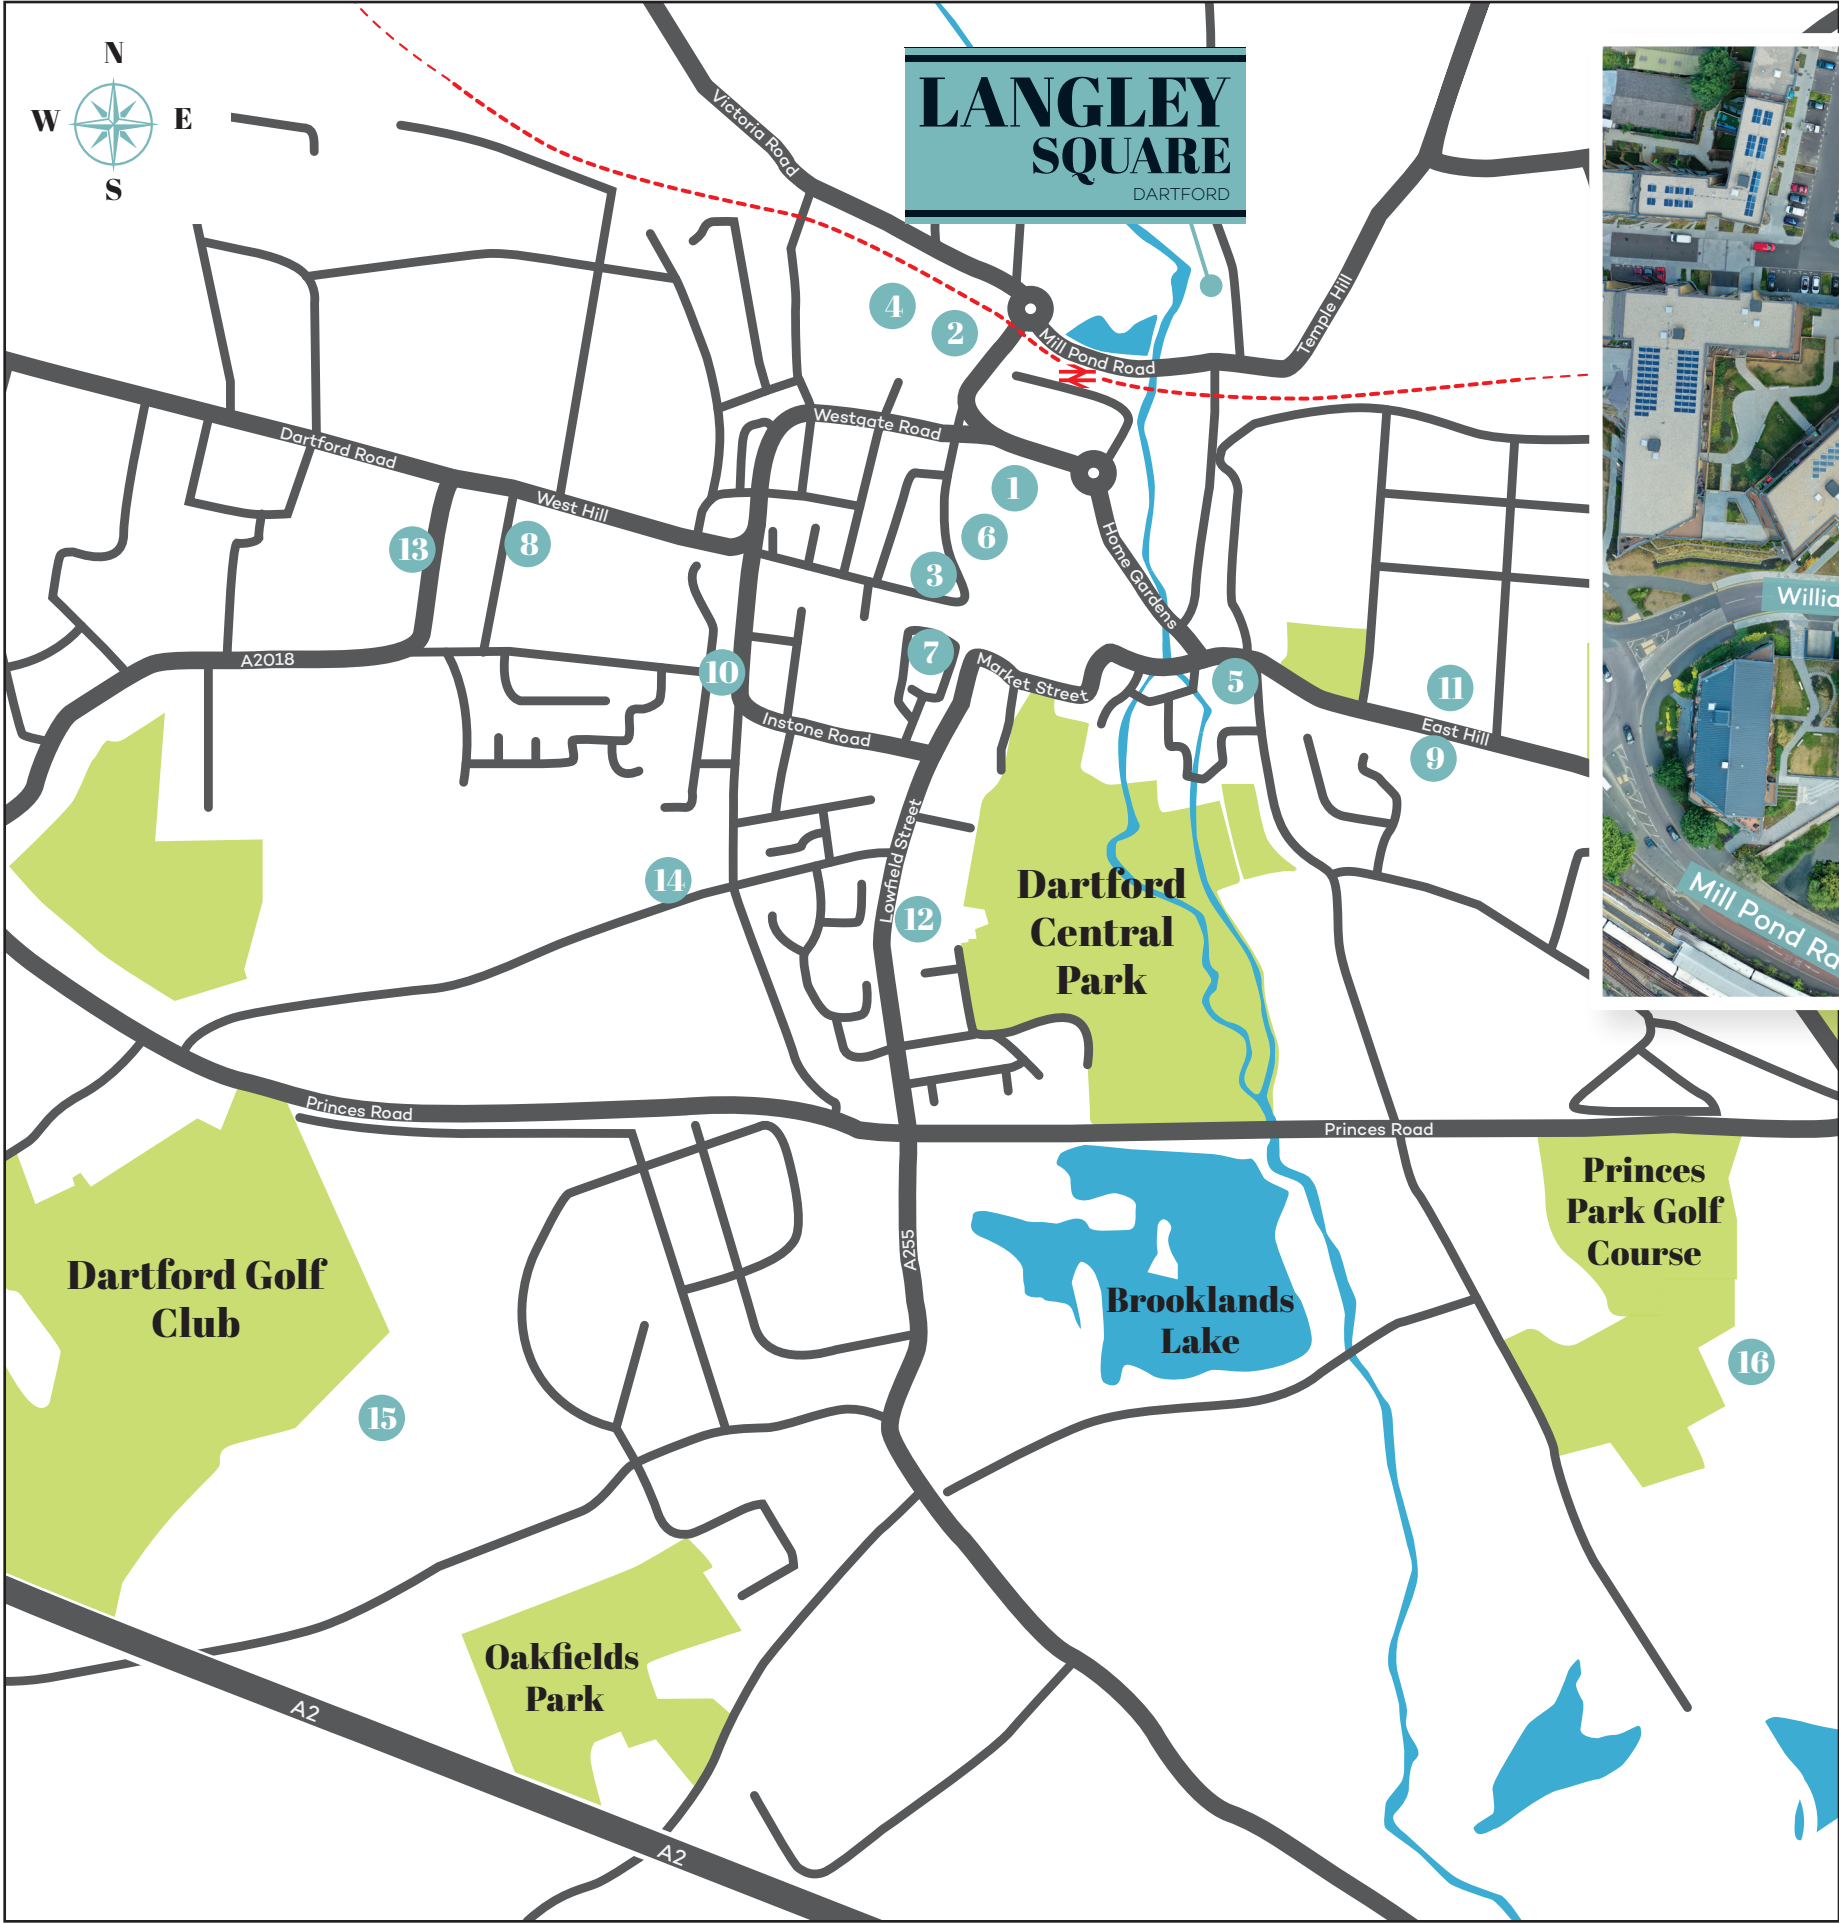 N
W
E
S
LANGLEY
SQUARE
DARTFORD
Victoria Road
4
2
Mill Pond Road
Temple Hill
Westgate Road
Dartford Road
West Hill
1
13
8
6
3
Home Gardens
Willia
A2018
10
7
Market Street
5
11
Instone Road
East Hill
9
Lowfield Street
14
12
Dartford
Central
Park
Mill Pond Ro
Princes Road
Princes Road
Princes
Park Golf
Course
A255
Dartford Golf
Club
Brooklands
Lake
16
15
Oakfields
Park
A2
A2